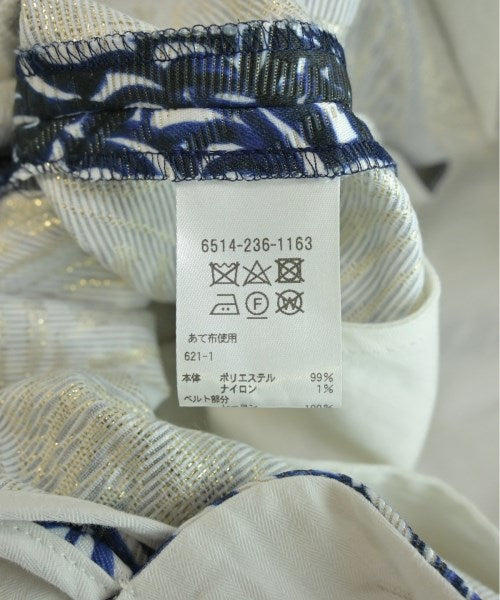 6514-236-1163
F W
あて布使用
621-1
本体 ポリエステル 99%
ナイロン 1%
ベルト部分
100%